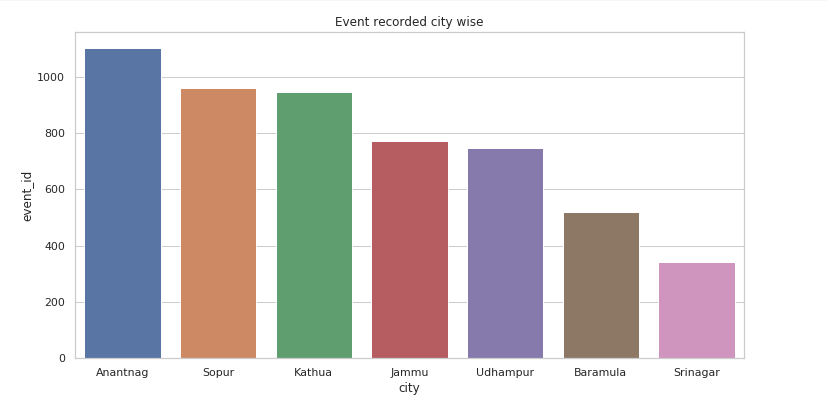 Event recorded city wise
1000
800
600
400
200
0
event_id
Anantnag Sopur Kathua Jammu Udhampur Baramula Srinagar
city